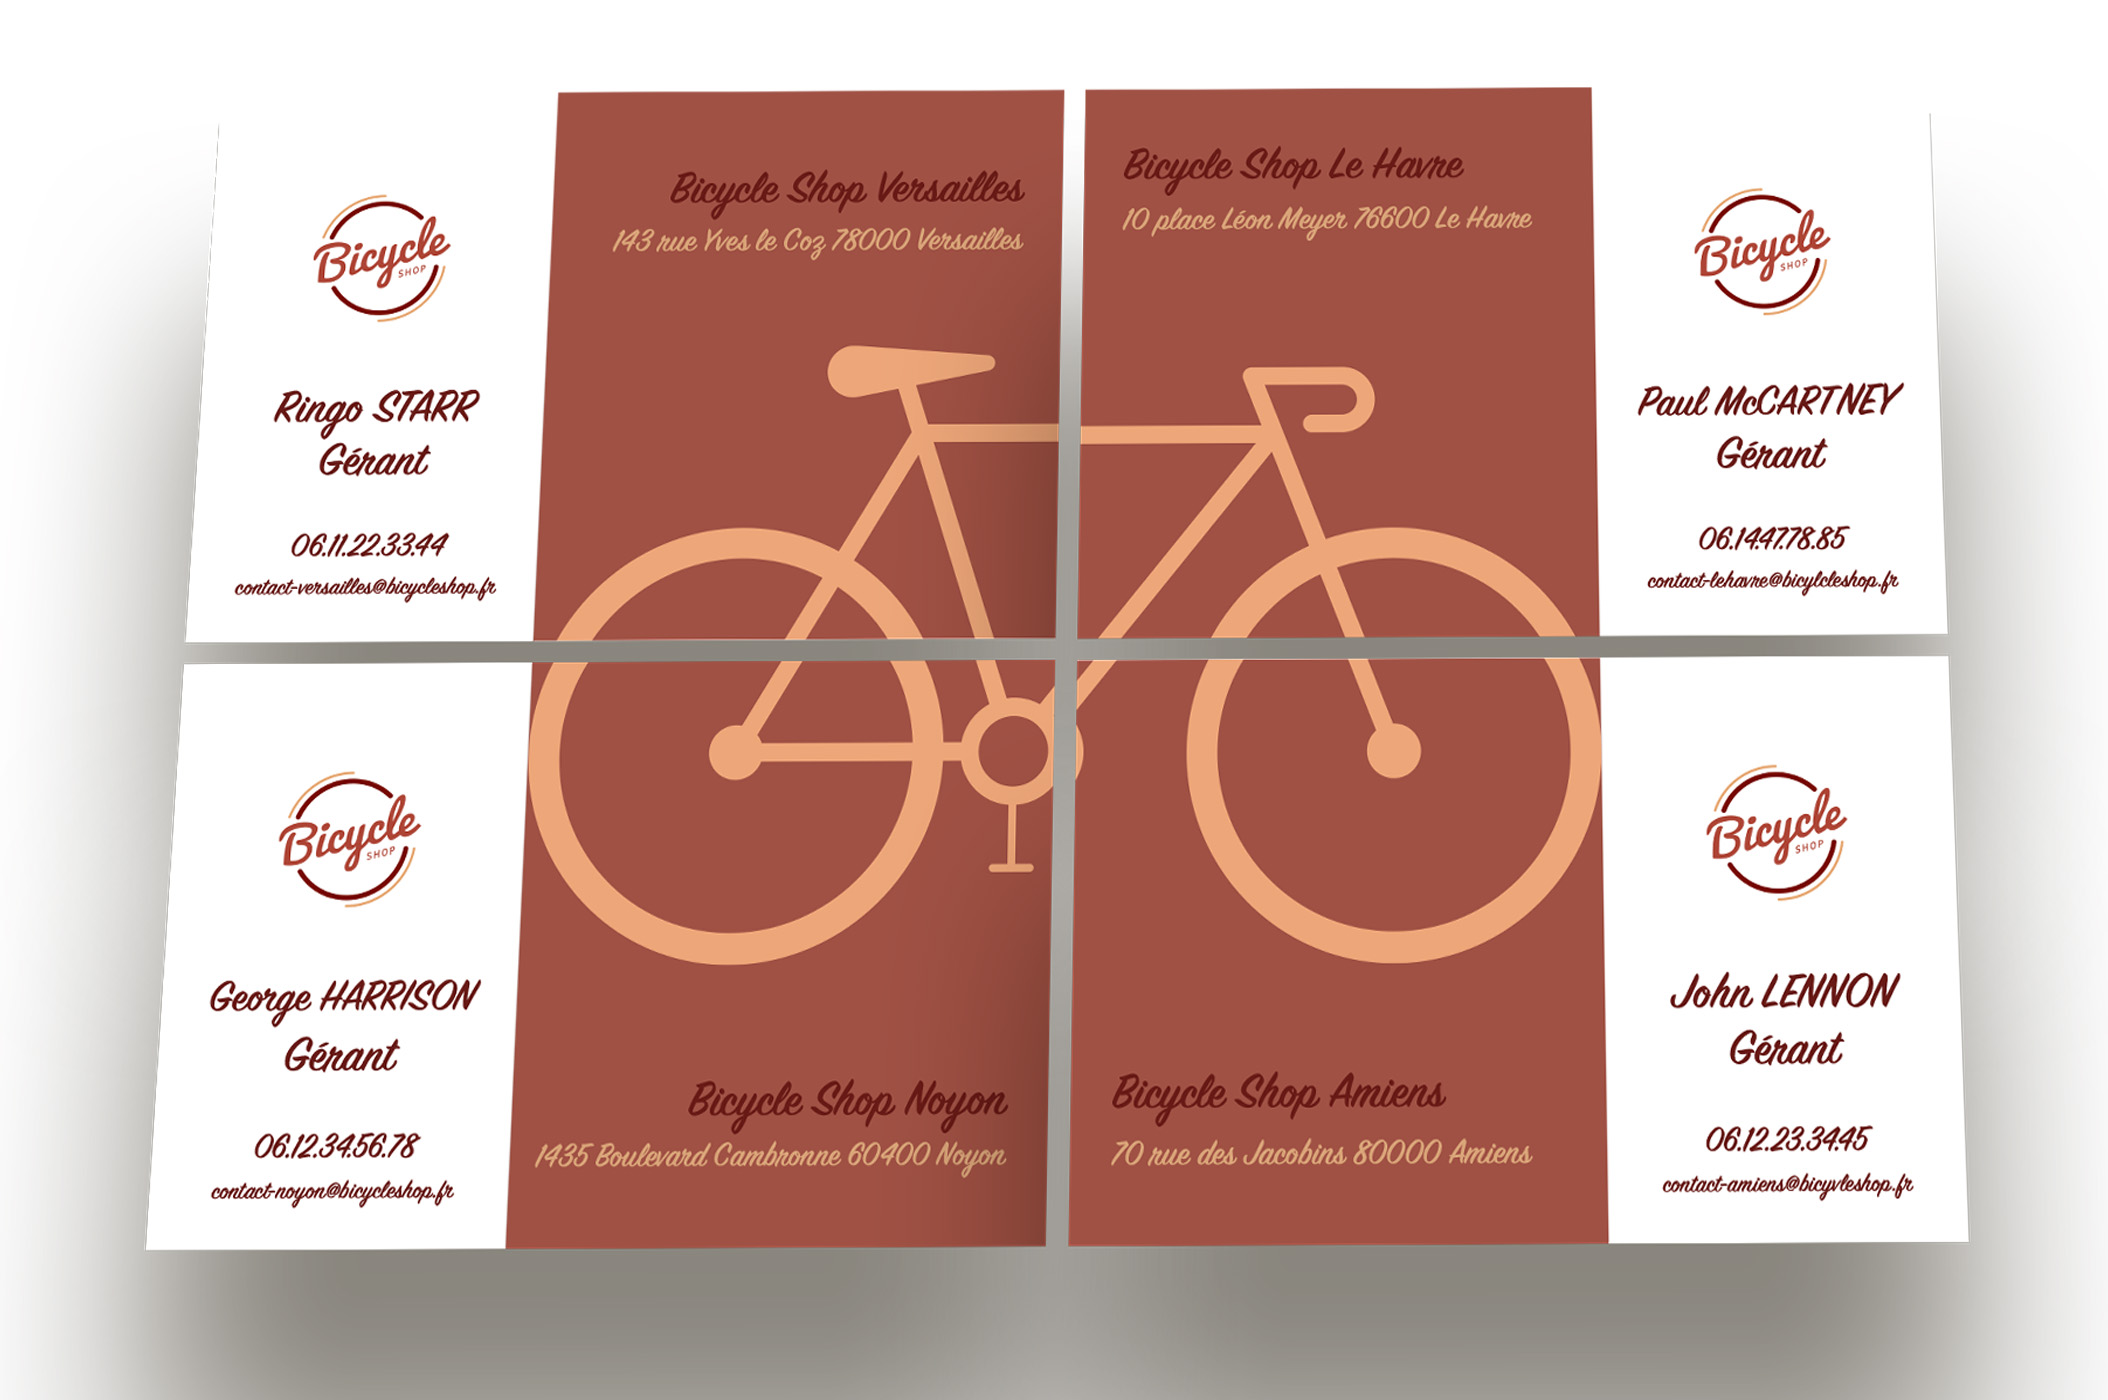 Bicycle
SHOP
Ringo STARR
Gérant
06.11.22.33.44
contact-versailles@bicycleshop.fr
Bicycle Shop Versailles
143 rue Yves le Coz 78000 Versailles
Bicycle Shop Le Havre
10 place Léon Meyer 76600 Le Havre
Bicycle
SHOP
Paul McCARTNEY
Gérant
06.14.47.78.85
contact-lehavre@bicylcleshop.fr
Bicycle
SHOP
George HARRISON
Gérant
06.12.34.56.78
contact-noyon@bicycleshop.fr
Bicycle Shop Noyon
1435 Boulevard Cambronne 60400 Noyon
Bicycle Shop Amiens
70 rue des Jacobins 80000 Amiens
Bicycle
SHOP
John LENNON
Gérant
06.12.23.34.45
contact-amiens@bicyvleshop.fr